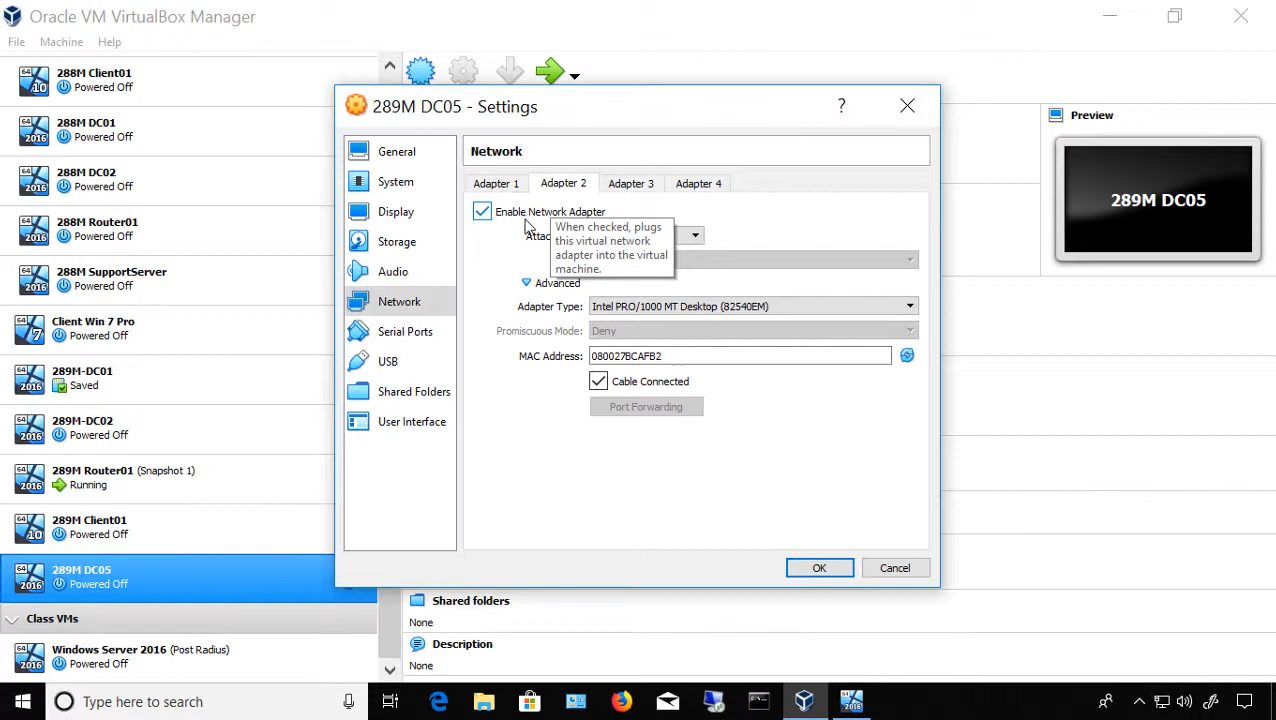 Oracle VM VirtualBox Manager
File Machine Help
288M Client01
Powered Off
288M DC01
Powered Off
288M DC02
Powered Off
288M Router01
Powered Off
288M SupportServer
Powered Off
Client Win 7 Pro
Powered Off
289M-DC01
Saved
289M-DC02
Powered Off
289M Router01 (Snapshot 1)
Running
289M Client01
Powered Off
289M DC05
Powered Off
Class VMs
Windows Server 2016 (Post Radius)
Powered Off
289M DC05 - Settings
?
General
System
Display
Storage
Audio
Network
Serial Ports
USB
Shared Folders
User Interface
Network
Adapter 1 Adapter 2 Adapter 3 Adapter 4
Enable Network Adapter
When checked, plugs
this virtual network
adapter into the virtual
machine.
Advanced
Adapter Type: Intel PRO/1000 MT Desktop (82540EM)
Promiscuous Mode: Deny
MAC Address: 080027BCAFB2
Cable Connected
Port Forwarding
OK Cancel
Preview
289M DC05
Shared folders
None
Description
None
Type here to search